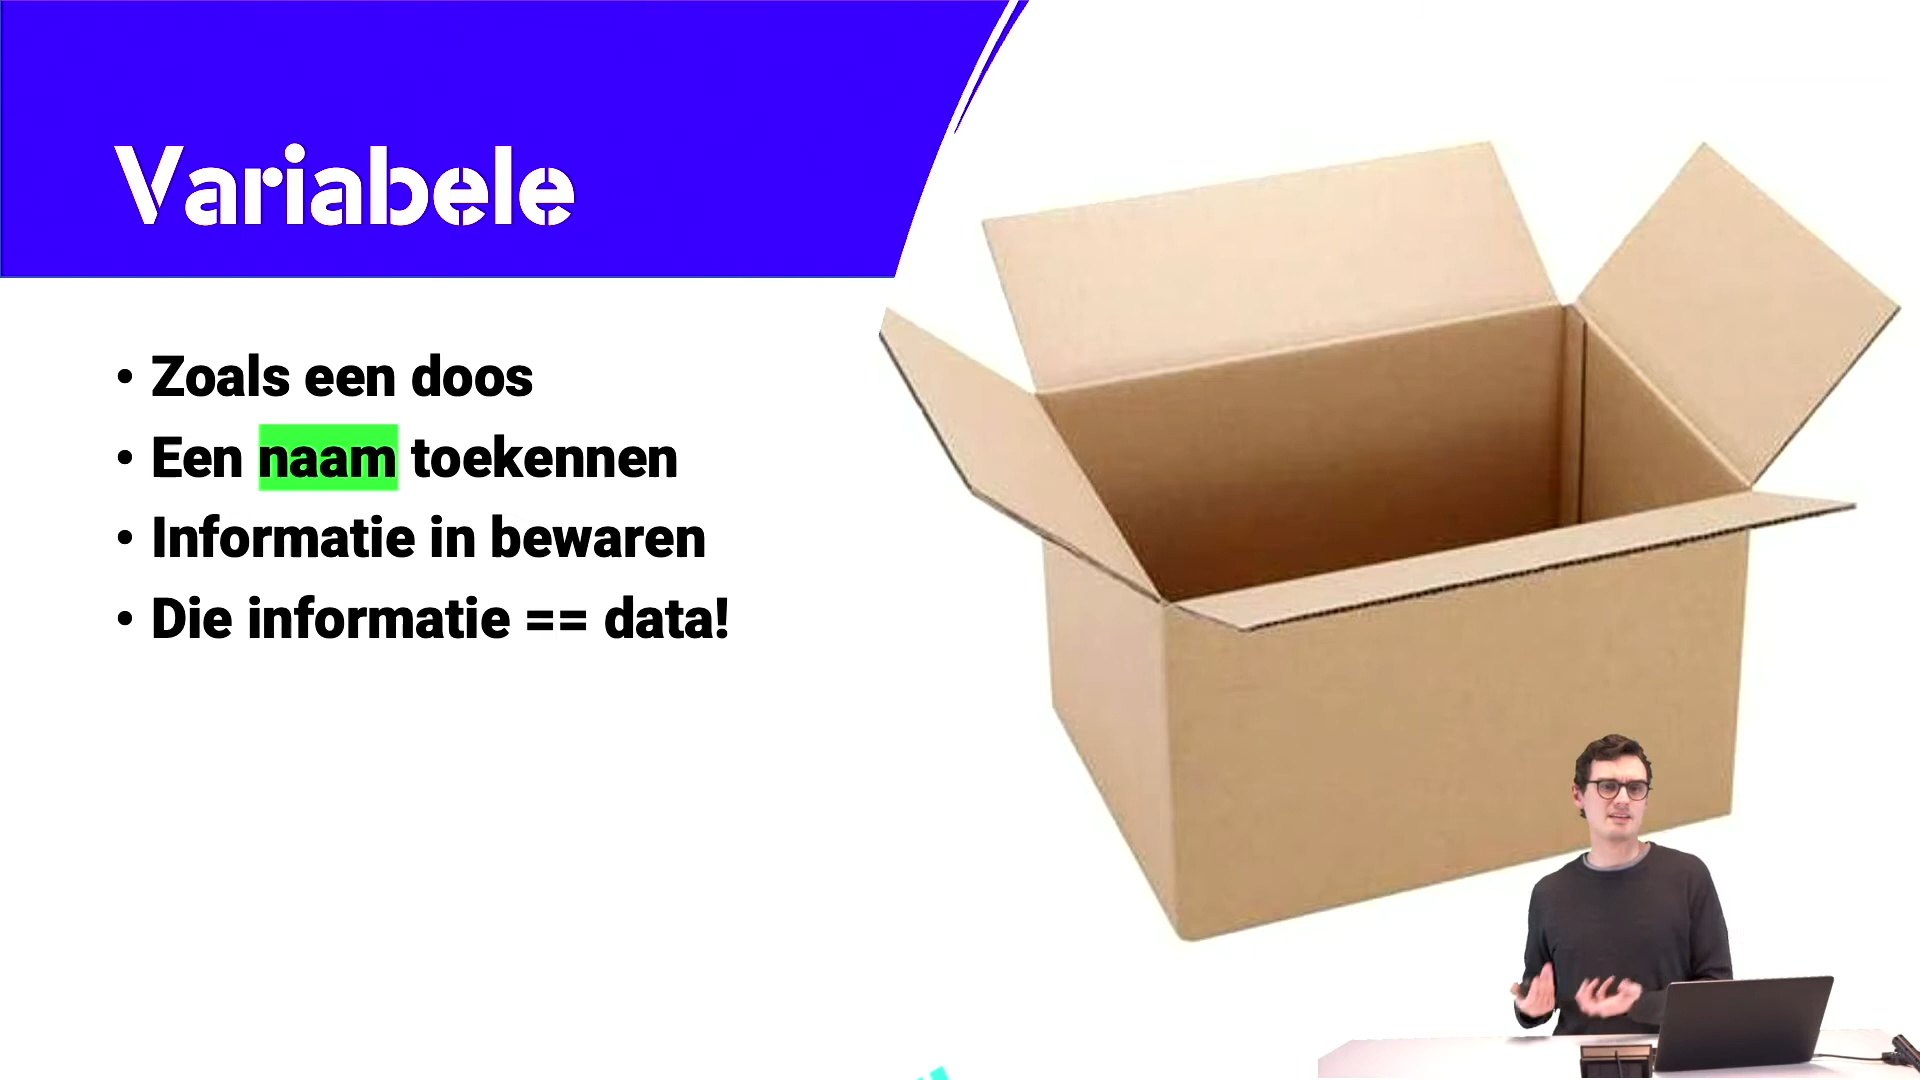 Variabele
• Zoals een doos
• Een naam toekennen
• Informatie in bewaren
• Die informatie == data!